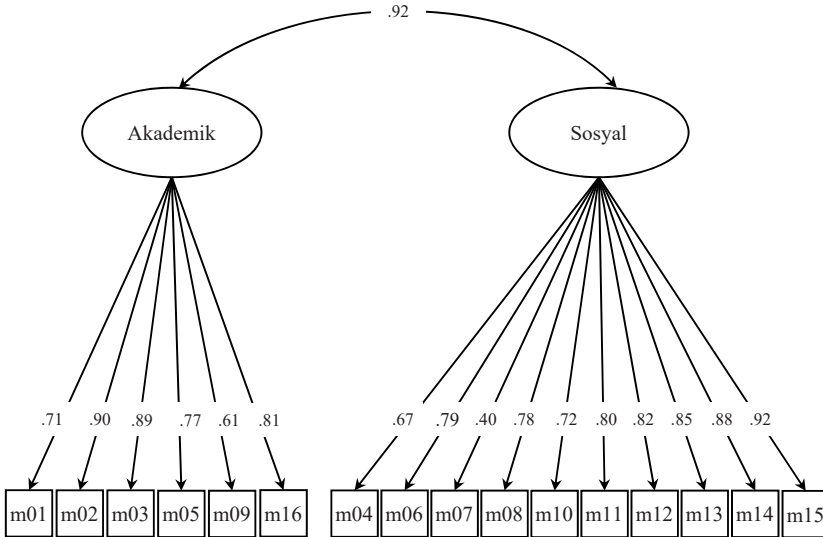 .92
Akademik Sosyal
.71 .90 .89 .77 .61 .81 .67 .79 .40 .78 .72 .80 .82 .85 .88 .92
m01 m02 m03 m05 m09 m16 m04 m06 m07 m08 m10 m11 m12 m13 m14 m15